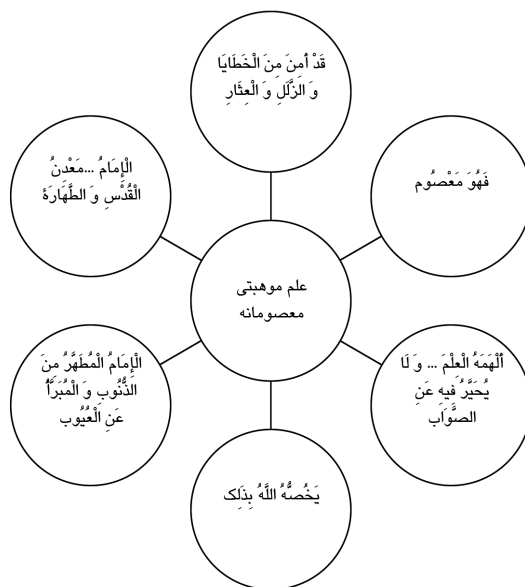 قَدْ أَمِنَ مِنَ الْخَطَايَا
وَ الزَّلَلِ وَ الْعِثَارِ
فَهُوَ مَعْصُوم
الْإِمَامُ ...مَعْدِنُ
الْقُدْسِ وَ الطَّهَارَةِ
علم موهبتی
معصومانه
أَلْهَمَهُ الْعِلْمَ ... وَ لَا
يُحَيَّرُ فِيهِ عَنِ
الصَّوَابِ
الْإِمَامُ الْمُطَهَّرُ مِنَ
الذُّنُوبِ وَ الْمُبَرَّأُ
عَنِ الْعُيُوبِ
يَخُصُّهُ اللَّهُ بِذَلِک